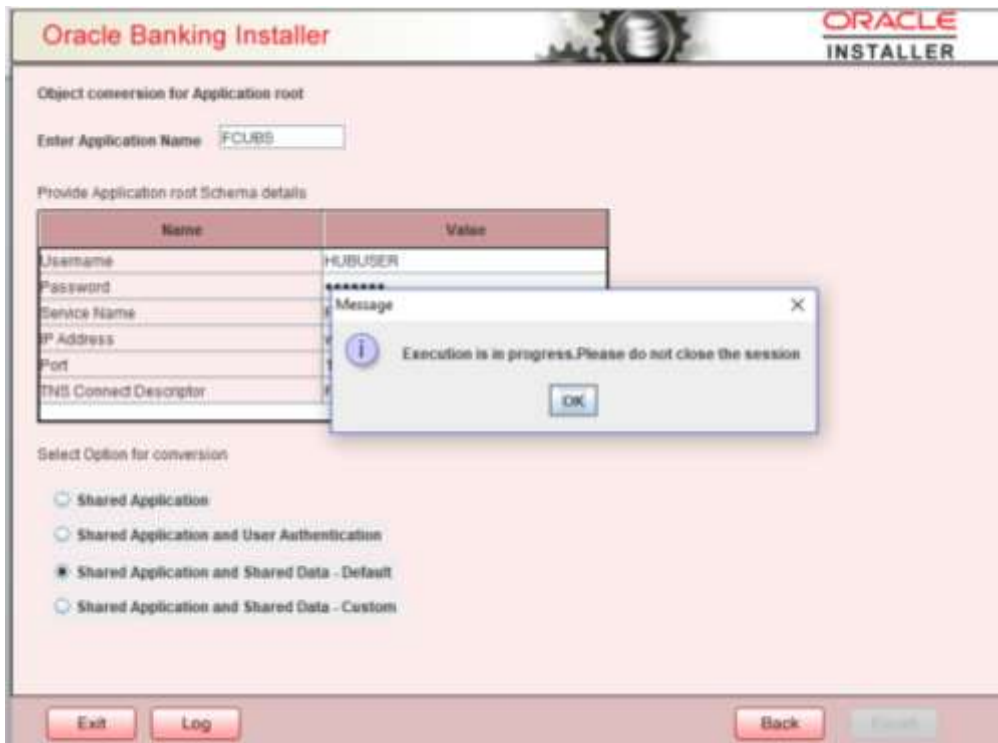 Oracle Banking Installer
ORACLE
INSTALLER
Object conversion for Application root
Enter Application Name FCUBS
Provide Application root Schema details
Name Value
Username HUBUSER
Password •••••••
Service Name
IP Address
Port
TNS Connect Descriptor
Message
Execution is in progress.Please do not close the session
OK
Select Option for conversion
Shared Application
Shared Application and User Authentication
Shared Application and Shared Data - Default
Shared Application and Shared Data - Custom
Exit Log Back